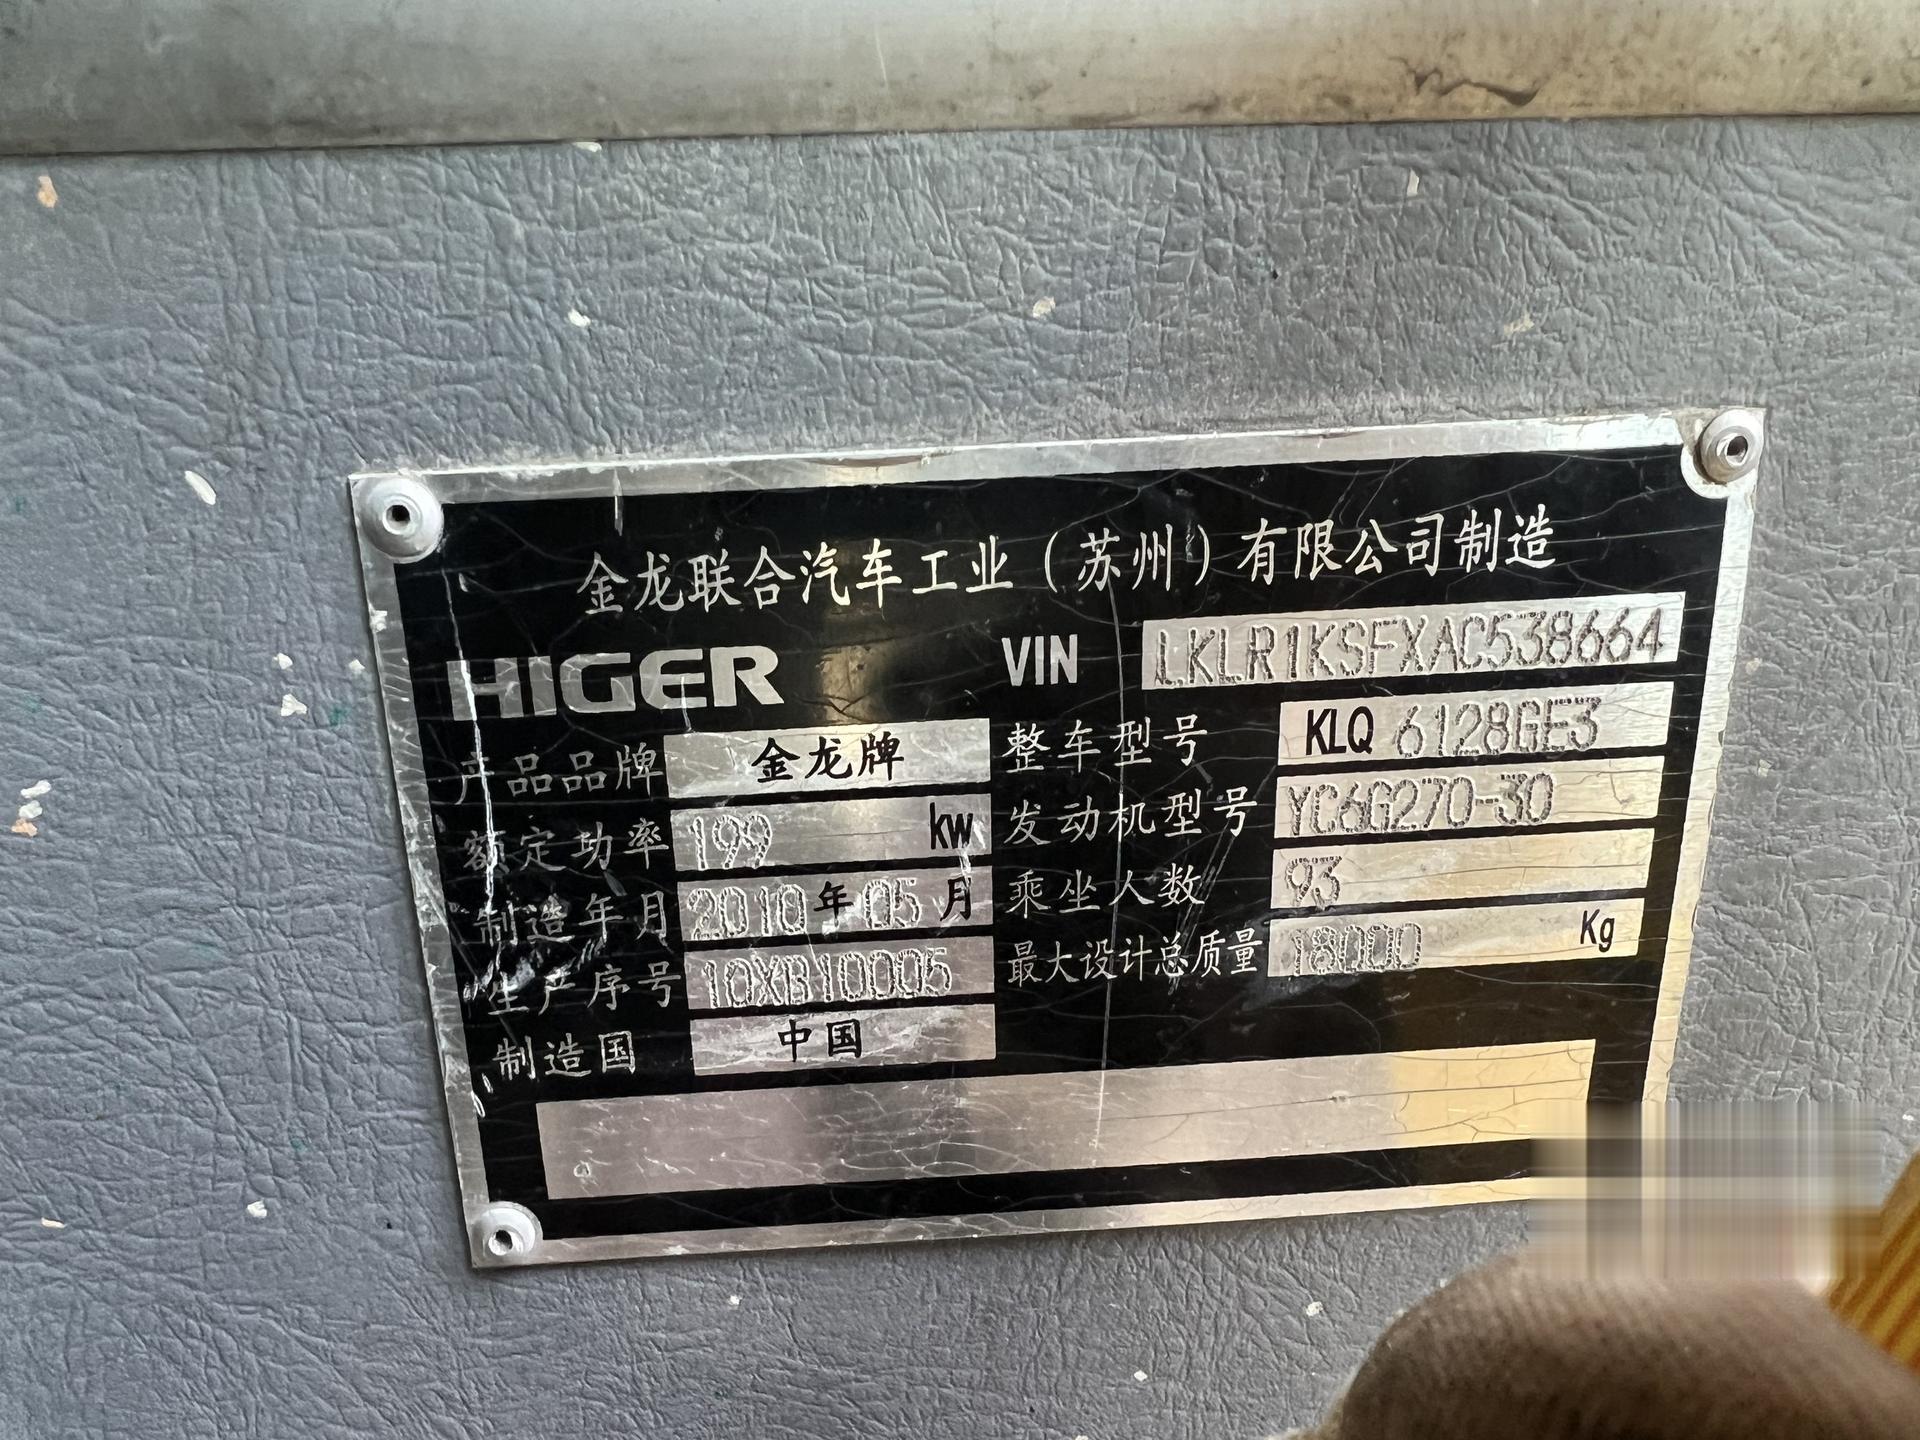 金龙联合汽车工业（苏州）有限公司制造
HIGER
VIN LKLR1KSFXAC538664
产品品牌 金龙牌
整车型号 KLQ 6128GE3
额定功率 199 kw
发动机型号 YC6G270-30
制造年月 2010年05月
乘坐人数 93
生产序号 10XB10005
最大设计总质量 18000 Kg
制造国 中国